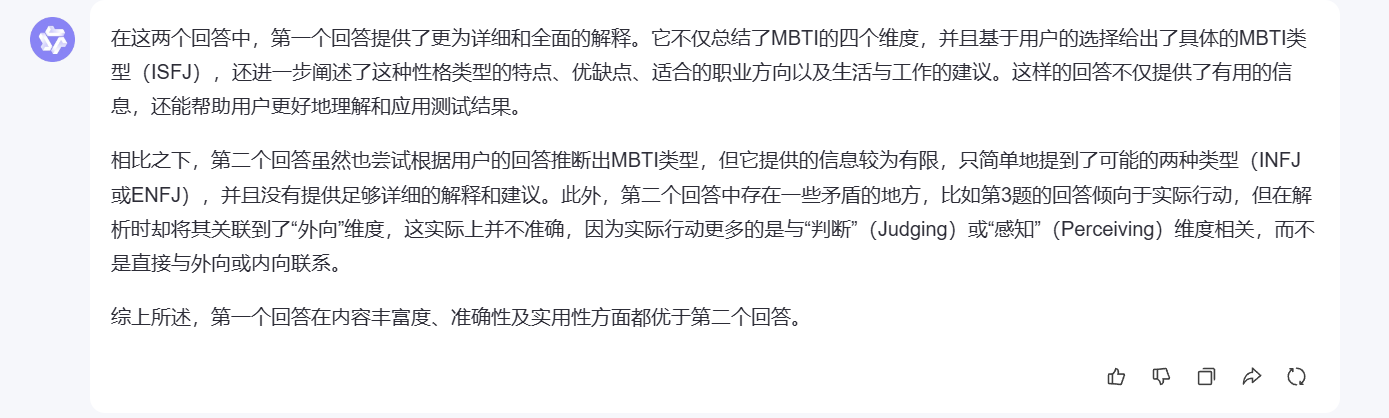 在这两个回答中，第一个回答提供了更为详细和全面的解释。它不仅总结了MBTI的四个维度，并且基于用户的选择给出了具体的MBTI类
型（ISFJ），还进一步阐述了这种性格类型的特点、优缺点、适合的职业方向以及生活与工作的建议。这样的回答不仅提供了有用的信
息，还能帮助用户更好地理解和应用测试结果。
相比之下，第二个回答虽然也尝试根据用户的回答推断出MBTI类型，但它提供的信息较为有限，只简单地提到了可能的两种类型（INFJ
或ENFJ），并且没有提供足够详细的解释和建议。此外，第二个回答中存在一些矛盾的地方，比如第3题的回答倾向于实际行动，但在解
析时却将其关联到了“外向”维度，这实际上并不准确，因为实际行动更多的是与“判断”（Judging）或“感知”（Perceiving）维度相关，而不
是直接与外向或内向联系。
综上所述，第一个回答在内容丰富度、准确性及实用性方面都优于第二个回答。